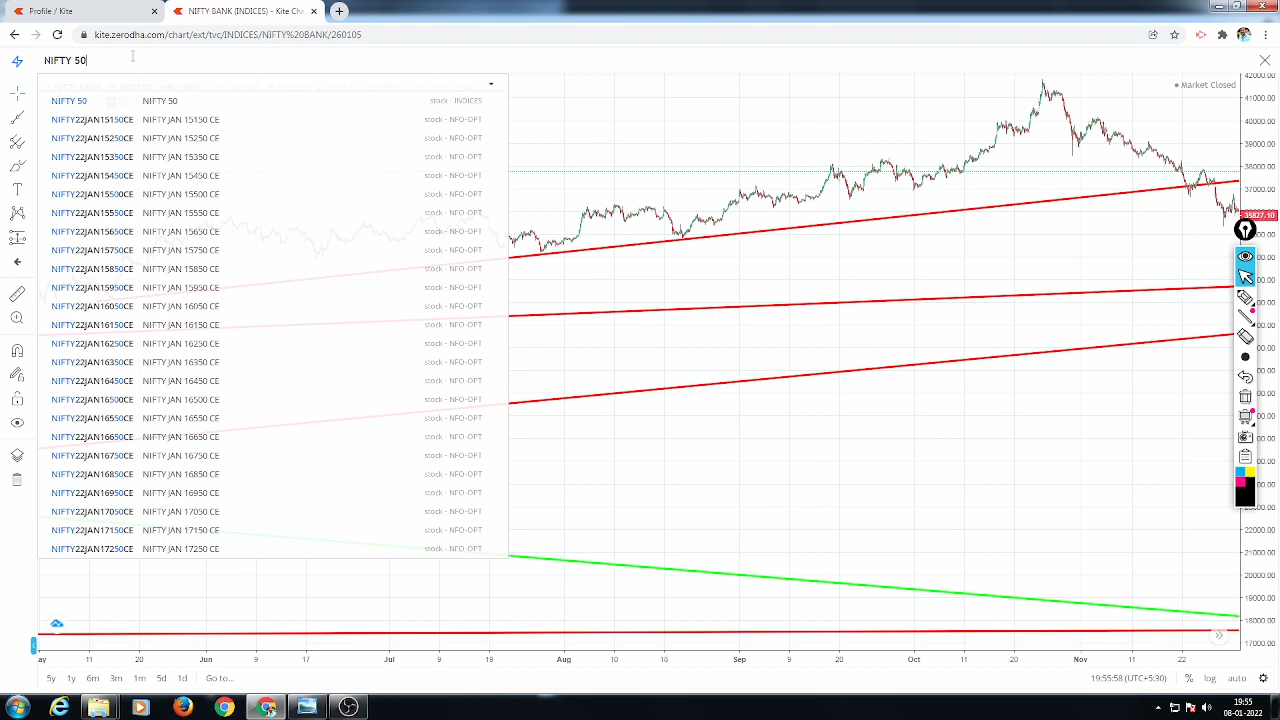 Profile / Kite
NIFTY BANK (INDICES) - Kite Cha
kite.zerodha.com/chart/ext/tvc/INDICES/NIFTY%20BANK/260105
NIFTY 50
Market Closed
NIFTY 50 NIFTY 50 stock - INDICES
NIFTY22JAN15150CE NIFTY JAN 15150 CE stock - NFO-OPT
NIFTY22JAN15250CE NIFTY JAN 15250 CE stock - NFO-OPT
NIFTY22JAN15350CE NIFTY JAN 15350 CE stock - NFO-OPT
NIFTY22JAN15450CE NIFTY JAN 15450 CE stock - NFO-OPT
NIFTY22JAN15500CE NIFTY JAN 15500 CE stock - NFO-OPT
NIFTY22JAN15550CE NIFTY JAN 15550 CE stock - NFO-OPT
NIFTY22JAN15650CE NIFTY JAN 15650 CE stock - NFO-OPT
NIFTY22JAN15750CE NIFTY JAN 15750 CE stock - NFO-OPT
NIFTY22JAN15850CE NIFTY JAN 15850 CE stock - NFO-OPT
NIFTY22JAN15950CE NIFTY JAN 15950 CE stock - NFO-OPT
NIFTY22JAN16050CE NIFTY JAN 16050 CE stock - NFO-OPT
NIFTY22JAN16150CE NIFTY JAN 16150 CE stock - NFO-OPT
NIFTY22JAN16250CE NIFTY JAN 16250 CE stock - NFO-OPT
NIFTY22JAN16350CE NIFTY JAN 16350 CE stock - NFO-OPT
NIFTY22JAN16450CE NIFTY JAN 16450 CE stock - NFO-OPT
NIFTY22JAN16500CE NIFTY JAN 16500 CE stock - NFO-OPT
NIFTY22JAN16550CE NIFTY JAN 16550 CE stock - NFO-OPT
NIFTY22JAN16650CE NIFTY JAN 16650 CE stock - NFO-OPT
NIFTY22JAN16750CE NIFTY JAN 16750 CE stock - NFO-OPT
NIFTY22JAN16850CE NIFTY JAN 16850 CE stock - NFO-OPT
NIFTY22JAN16950CE NIFTY JAN 16950 CE stock - NFO-OPT
NIFTY22JAN17050CE NIFTY JAN 17050 CE stock - NFO-OPT
NIFTY22JAN17150CE NIFTY JAN 17150 CE stock - NFO-OPT
NIFTY22JAN17250CE NIFTY JAN 17250 CE stock - NFO-OPT
42000.00
41000.00
40000.00
39000.00
38000.00
37000.00
35827.10
22000.00
21000.00
20000.00
19000.00
18000.00
17000.00
11 20 Jun 9 16 Jul 9 19 Aug 10 18 Sep 9 20 Oct 11 20 Nov 11 22
5y 1y 6m 3m 1m 5d 1d Go to...
19:55:58 (UTC+5:30) % log auto
19:55
08-01-2022